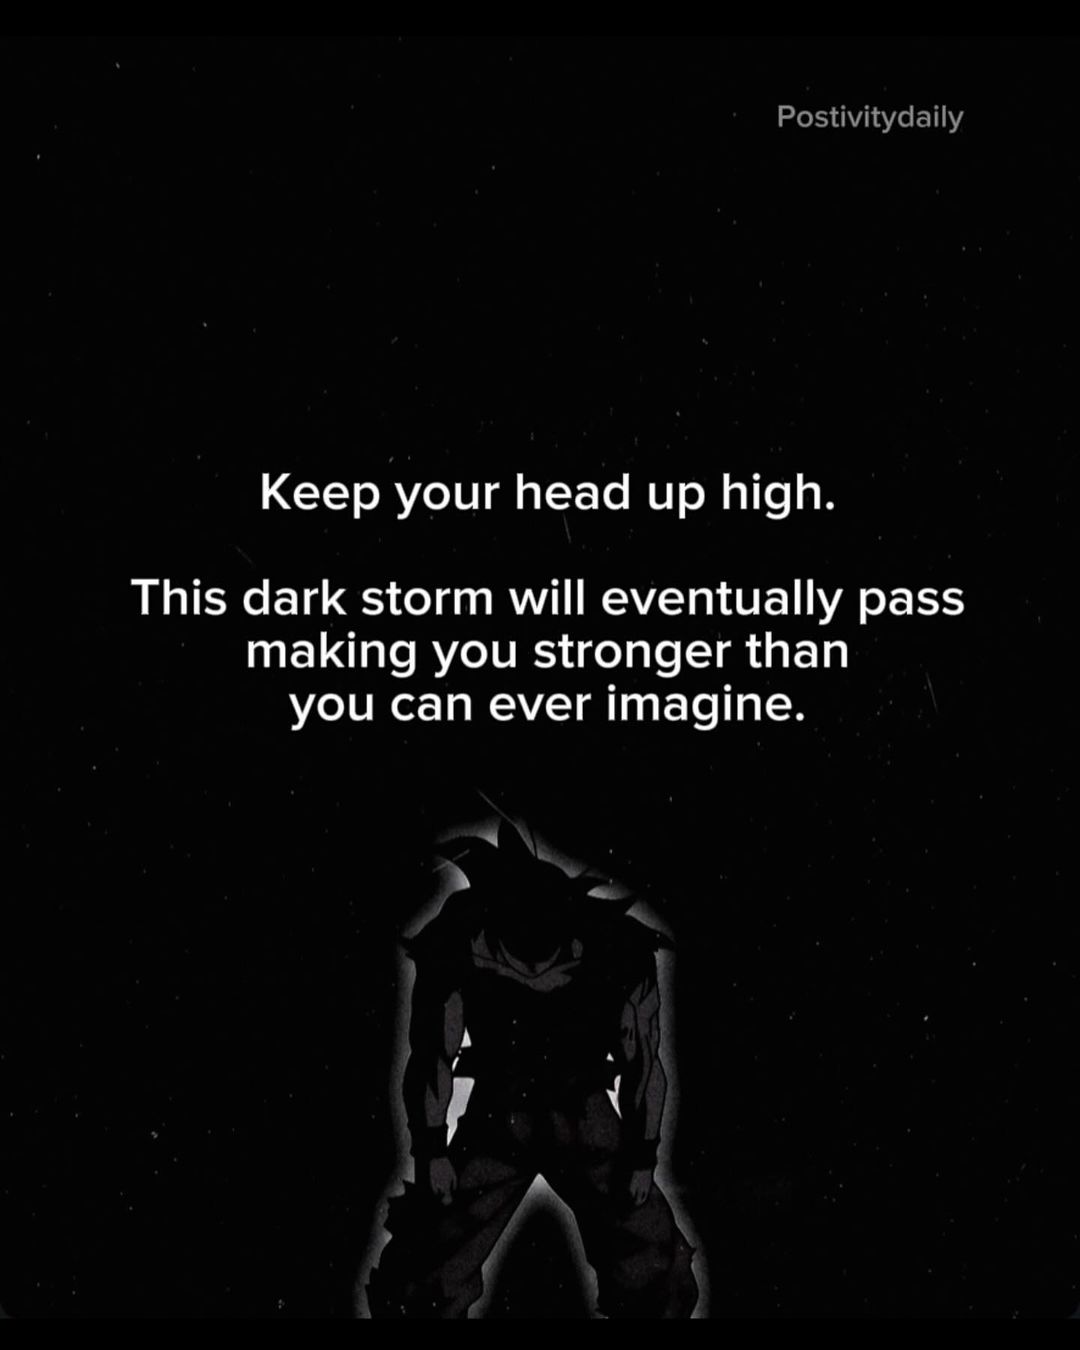 Postivitydaily
Keep your head up high.
This dark storm will eventually pass
making you stronger than
you can ever imagine.